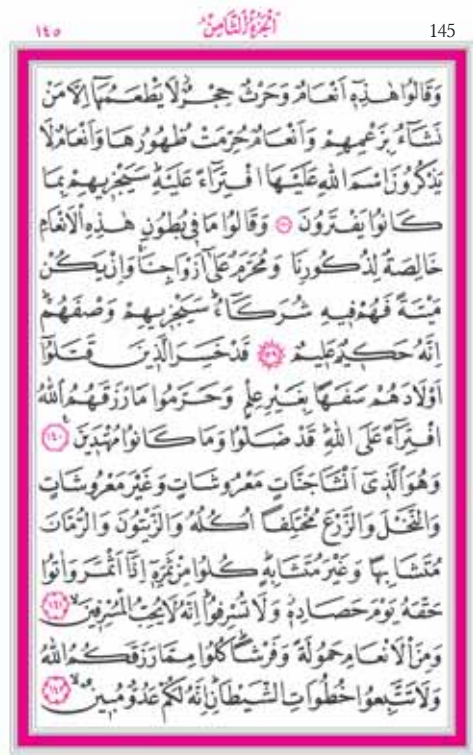 ١٤٥ اَلْجُزْءُ الثَّامِنُ 145
وَقَالُوا هٰذِهٖٓ اَنْعَامٌ وَحَرْثٌ حِجْرٌۗ لَا يَطْعَمُهَٓا اِلَّا مَنْ
نَشَٓاءُ بِزَعْمِهِمْ وَاَنْعَامٌ حُرِّمَتْ ظُهُورُهَا وَاَنْعَامٌ لَا
يَذْكُرُونَ اسْمَ اللّٰهِ عَلَيْهَا افْتِرَٓاءً عَلَيْهِۜ سَيَجْزٖيهِمْ بِمَا
كَانُوا يَفْتَرُونَ ﴿١٣٨﴾ وَقَالُوا مَا فٖي بُطُونِ هٰذِهِ الْاَنْعَامِ
خَالِصَةٌ لِذُكُورِنَا وَمُحَرَّمٌ عَلٰٓى اَزْوَاجِنَاۚ وَاِنْ يَكُنْ
مَيْتَةً فَهُمْ فٖيهِ شُرَكَٓاءُۜ سَيَجْزٖيهِمْ وَصْفَهُمْۜ
اِنَّهُ حَكٖيمٌ عَلٖيمٌ ﴿١٣٩﴾ قَدْ خَسِرَ الَّذٖينَ قَتَلُٓوا
اَوْلَادَهُمْ سَفَهًا بِغَيْرِ عِلْمٍ وَحَرَّمُوا مَا رَزَقَهُمُ اللّٰهُ
افْتِرَٓاءً عَلَى اللّٰهِۜ قَدْ ضَلُّوا وَمَا كَانُوا مُهْتَدٖينَ ﴿١٤٠﴾
وَهُوَ الَّذٖٓي اَنْشَاَ جَنَّاتٍ مَعْرُوشَاتٍ وَغَيْرَ مَعْرُوشَاتٍ
وَالنَّخْلَ وَالزَّرْعَ مُخْتَلِفًا اُكُلُهُ وَالزَّيْتُونَ وَالرُّمَّانَ
مُتَشَابِهًا وَغَيْرَ مُتَشَابِهٍۜ كُلُوا مِنْ ثَمَرِهٖٓ اِذَٓا اَثْمَرَ وَاٰتُوا
حَقَّهُ يَوْمَ حَصَادِهٖۘ وَلَا تُسْرِفُواۜ اِنَّهُ لَا يُحِبُّ الْمُسْرِفٖينَۙ ﴿١٤١﴾
وَمِنَ الْاَنْعَامِ حَمُولَةً وَفَرْشًاۜ كُلُوا مِمَّا رَزَقَكُمُ اللّٰهُ
وَلَا تَتَّبِعُوا خُطُوَاتِ الشَّيْطَانِۜ اِنَّهُ لَكُمْ عَدُوٌّ مُبٖينٌۙ ﴿١٤٢﴾